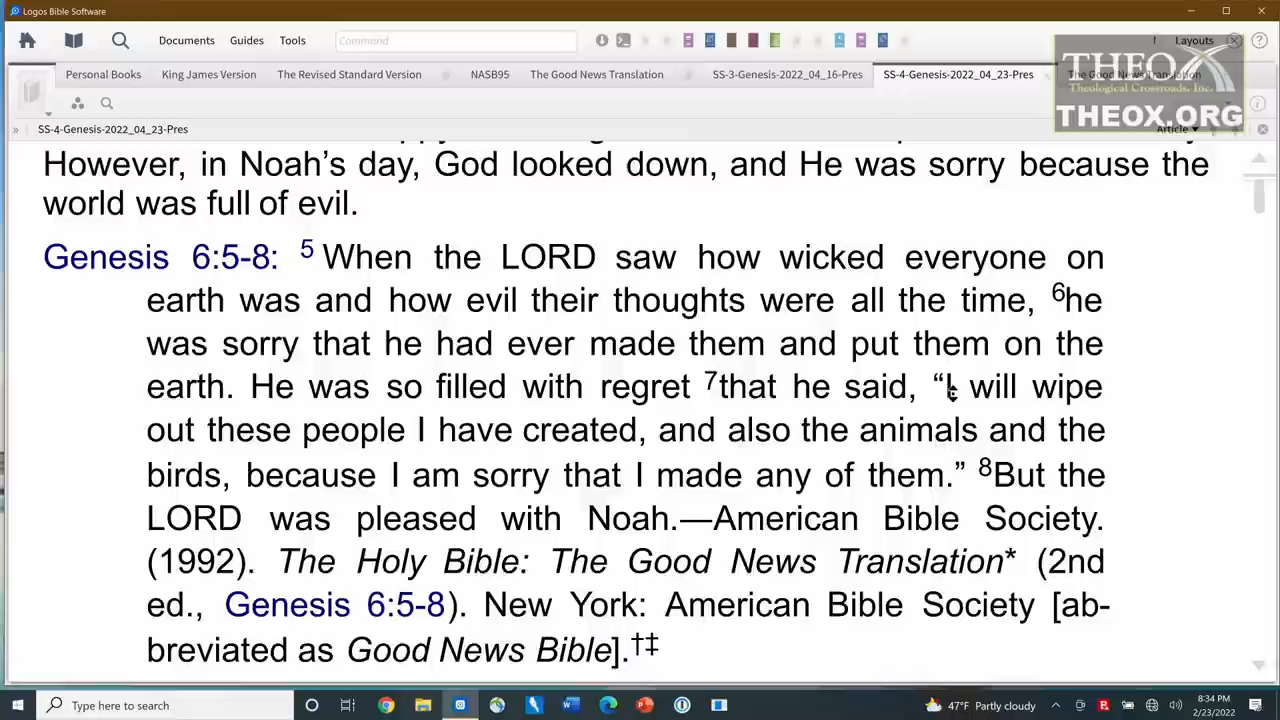 Logos Bible Software
Documents Guides Tools Command Layouts
Personal Books King James Version The Revised Standard Version NASB95 The Good News Translation SS-3-Genesis-2022_04_16-Pres SS-4-Genesis-2022_04_23-Pres The Good News Translation
THEOX
Theological Crossroads, Inc.
THEOX.ORG
SS-4-Genesis-2022_04_23-Pres Article
However, in Noah’s day, God looked down, and He was sorry because the
world was full of evil.
Genesis 6:5-8: 5 When the LORD saw how wicked everyone on
earth was and how evil their thoughts were all the time, 6he
was sorry that he had ever made them and put them on the
earth. He was so filled with regret 7that he said, “I will wipe
out these people I have created, and also the animals and the
birds, because I am sorry that I made any of them.” 8But the
LORD was pleased with Noah.—American Bible Society.
(1992). The Holy Bible: The Good News Translation* (2nd
ed., Genesis 6:5-8). New York: American Bible Society [ab-
breviated as Good News Bible].†‡
Type here to search 47°F Partly cloudy 8:34 PM
2/23/2022